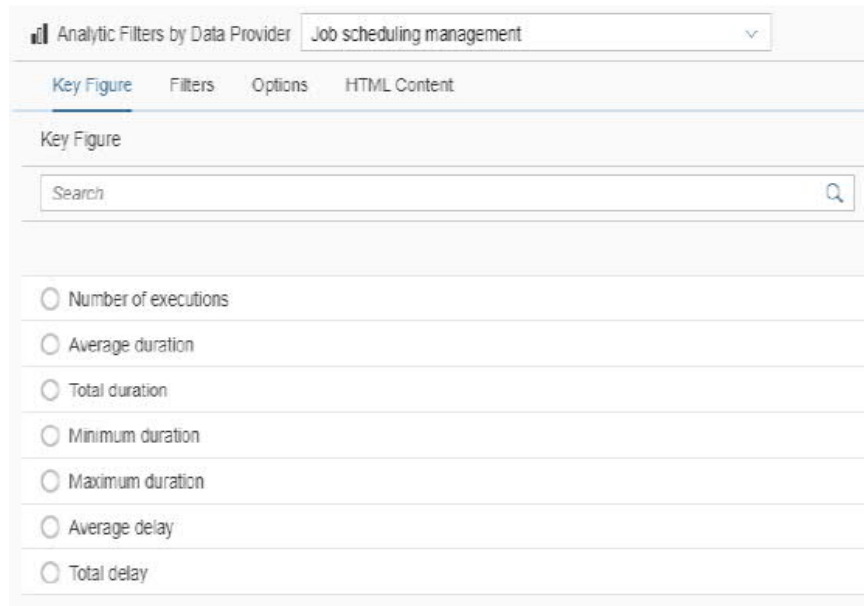 Analytic Filters by Data Provider Job scheduling management
Key Figure Filters Options HTML Content
Key Figure
Search
Number of executions
Average duration
Total duration
Minimum duration
Maximum duration
Average delay
Total delay